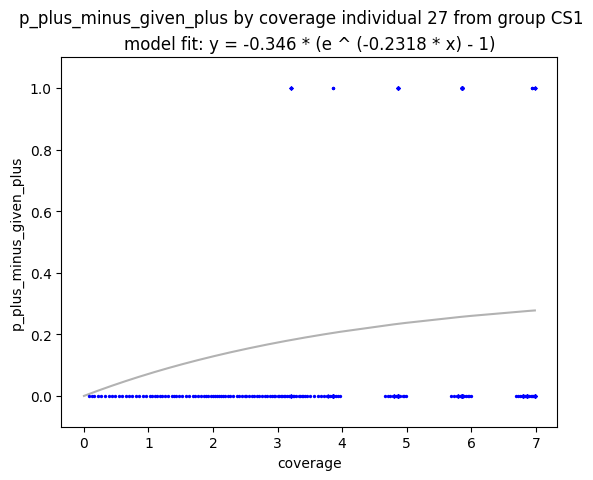 p_plus_minus_given_plus by coverage individual 27 from group CS1
model fit: y = -0.346 * (e ^ (-0.2318 * x) - 1)
1.0
0.8
0.6
0.4
0.2
0.0
p_plus_minus_given_plus
0 1 2 3 4 5 6 7
coverage